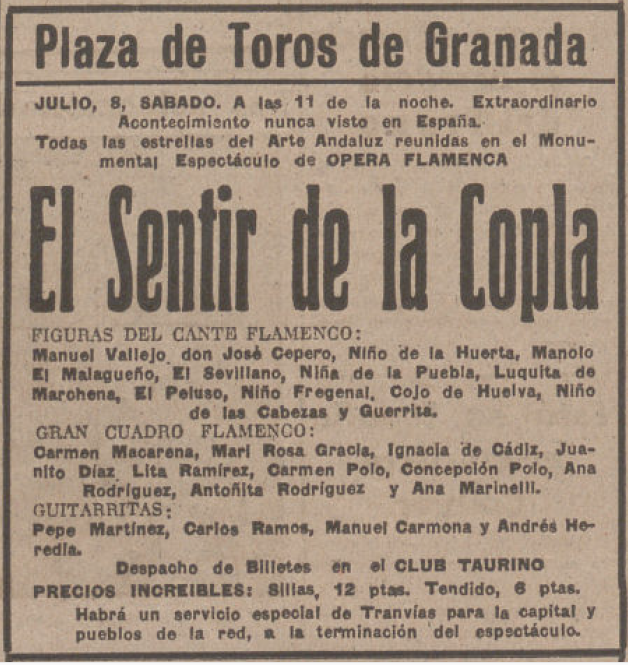 Plaza de Toros de Granada
JULIO, 8, SABADO. A las 11 de la noche. Extraordinario
Acontecimiento nunca visto en España.
Todas las estrellas del Arte Andaluz reunidas en el Monu-
mental Espectáculo de OPERA FLAMENCA
El Sentir de la Copla
FIGURAS DEL CANTE FLAMENCO:
Manuel Vallejo, don José Cepero, Niño de la Huerta, Manolo
El Malagueño, El Sevillano, Niña de la Puebla, Luquita de
Marchena, El Peluso, Niño Fregenal, Cojo de Huelva, Niño
de las Cabezas y Guerrita.
GRAN CUADRO FLAMENCO:
Carmen Macarena, Mari Rosa Gracia, Ignacia de Cádiz, Jua-
nito Díaz, Lita Ramírez, Carmen Polo, Concepción Polo, Ana
Rodríguez, Antoñita Rodríguez y Ana Marinelli.
GUITARRITAS:
Pepe Martínez, Carlos Ramos, Manuel Carmona y Andrés He-
redia.
Despacho de Billetes en el CLUB TAURINO
PRECIOS INCREIBLES: Sillas, 12 ptas. Tendido, 6 ptas.
Habrá un servicio especial de Tranvías para la capital y
pueblos de la red, a la terminación del espectáculo.